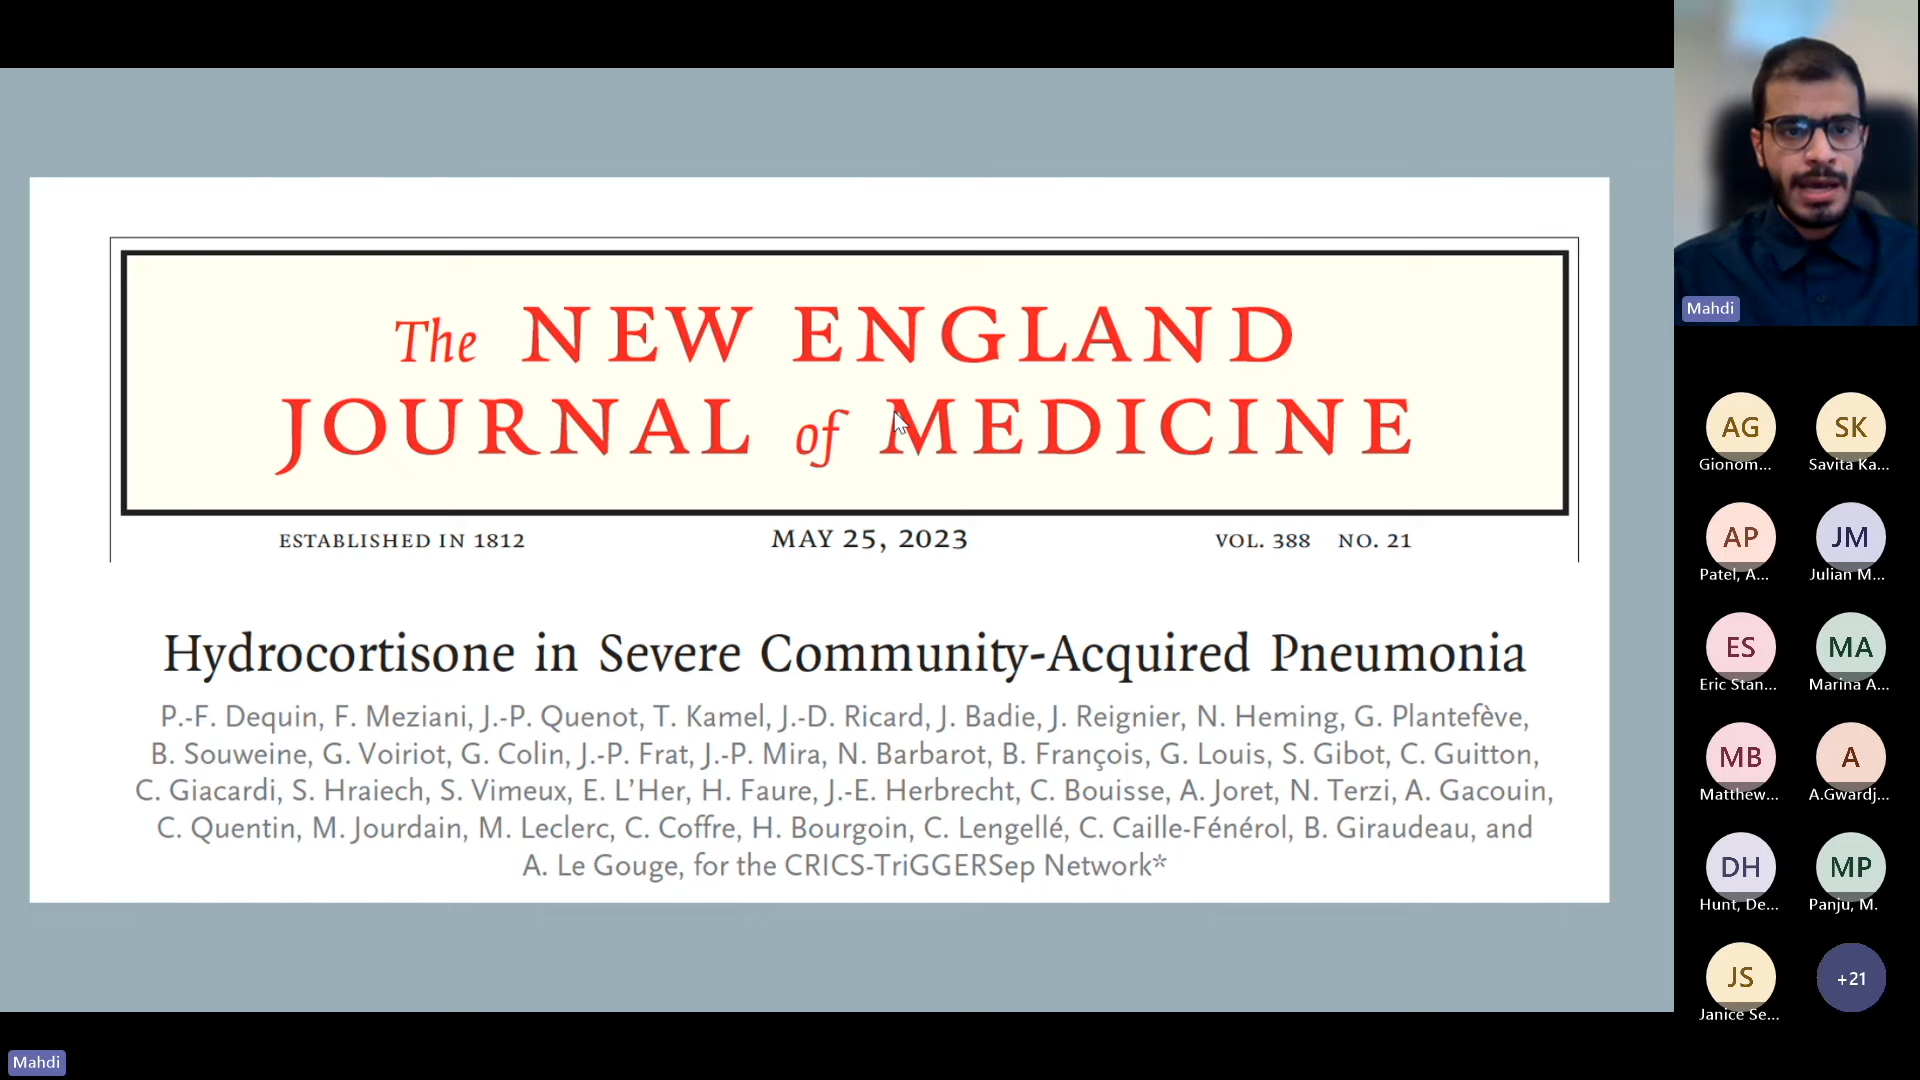 The NEW ENGLAND
JOURNAL of MEDICINE
ESTABLISHED IN 1812 MAY 25, 2023 VOL. 388 NO. 21
Hydrocortisone in Severe Community-Acquired Pneumonia
P.-F. Dequin, F. Meziani, J.-P. Quenot, T. Kamel, J.-D. Ricard, J. Badie, J. Reignier, N. Heming, G. Plantefève,
B. Souweine, G. Voiriot, G. Colin, J.-P. Frat, J.-P. Mira, N. Barbarot, B. François, G. Louis, S. Gibot, C. Guitton,
C. Giacardi, S. Hraiech, S. Vimeux, E. L’Her, H. Faure, J.-E. Herbrecht, C. Bouisse, A. Joret, N. Terzi, A. Gacouin,
C. Quentin, M. Jourdain, M. Leclerc, C. Coffre, H. Bourgoin, C. Lengellé, C. Caille-Fénérol, B. Giraudeau, and
A. Le Gouge, for the CRICS-TriGGERSep Network*
Mahdi
AG SK
Gionom... Savita Ka...
AP JM
Patel, A... Julian M...
ES MA
Eric Stan... Marina A...
MB A
Matthew... A.Gwardj...
DH MP
Hunt, De... Panju, M.
JS +21
Janice Se...
Mahdi